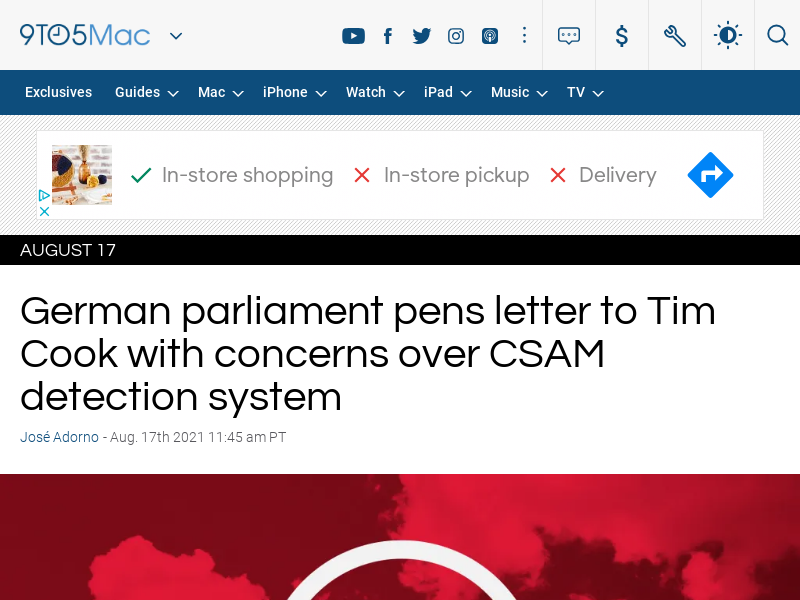 9TO5Mac
Exclusives Guides Mac iPhone Watch iPad Music TV
In-store shopping In-store pickup Delivery
AUGUST 17
German parliament pens letter to Tim
Cook with concerns over CSAM
detection system
José Adorno - Aug. 17th 2021 11:45 am PT